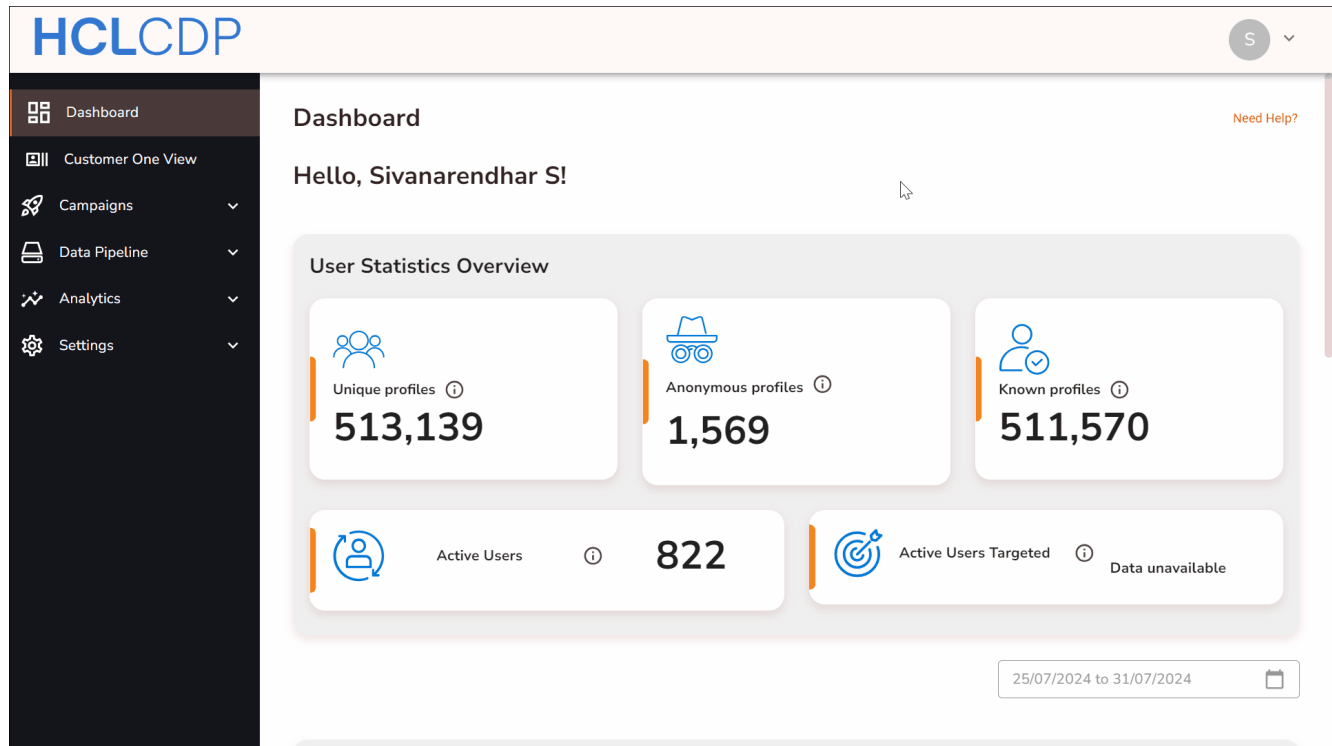 HCLCDP
S
Dashboard
Customer One View
Campaigns
Data Pipeline
Analytics
Settings
Dashboard
Need Help?
Hello, Sivanarendhar S!
User Statistics Overview
Unique profiles
513,139
Anonymous profiles
1,569
Known profiles
511,570
Active Users
822
Active Users Targeted
Data unavailable
25/07/2024 to 31/07/2024